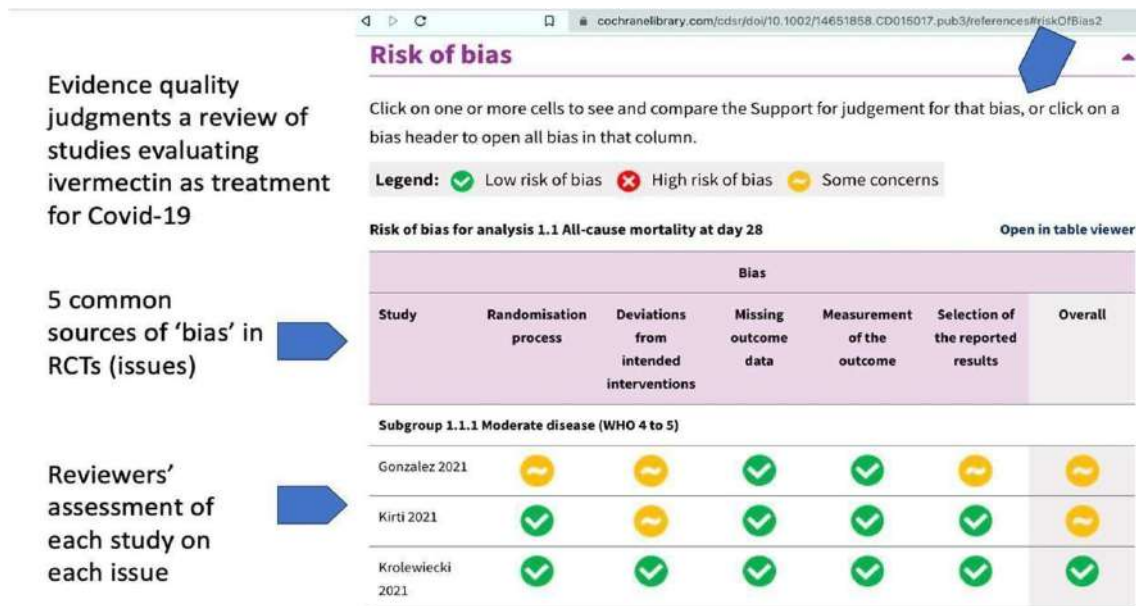 cochranelibrary.com/cdsr/doi/10.1002/14651858.CD015017.pub3/references#riskOfBias2
Risk of bias
Evidence quality
judgments a review of
studies evaluating
ivermectin as treatment
for Covid-19
Click on one or more cells to see and compare the Support for judgement for that bias, or click on a
bias header to open all bias in that column.
Legend: Low risk of bias High risk of bias Some concerns
Risk of bias for analysis 1.1 All-cause mortality at day 28 Open in table viewer
5 common
sources of ‘bias’ in
RCTs (issues)
Bias
Study Randomisation process Deviations from intended interventions Missing outcome data Measurement of the outcome Selection of the reported results Overall
Subgroup 1.1.1 Moderate disease (WHO 4 to 5)
Reviewers’
assessment of
each study on
each issue
Gonzalez 2021
Kirti 2021
Krolewiecki
2021